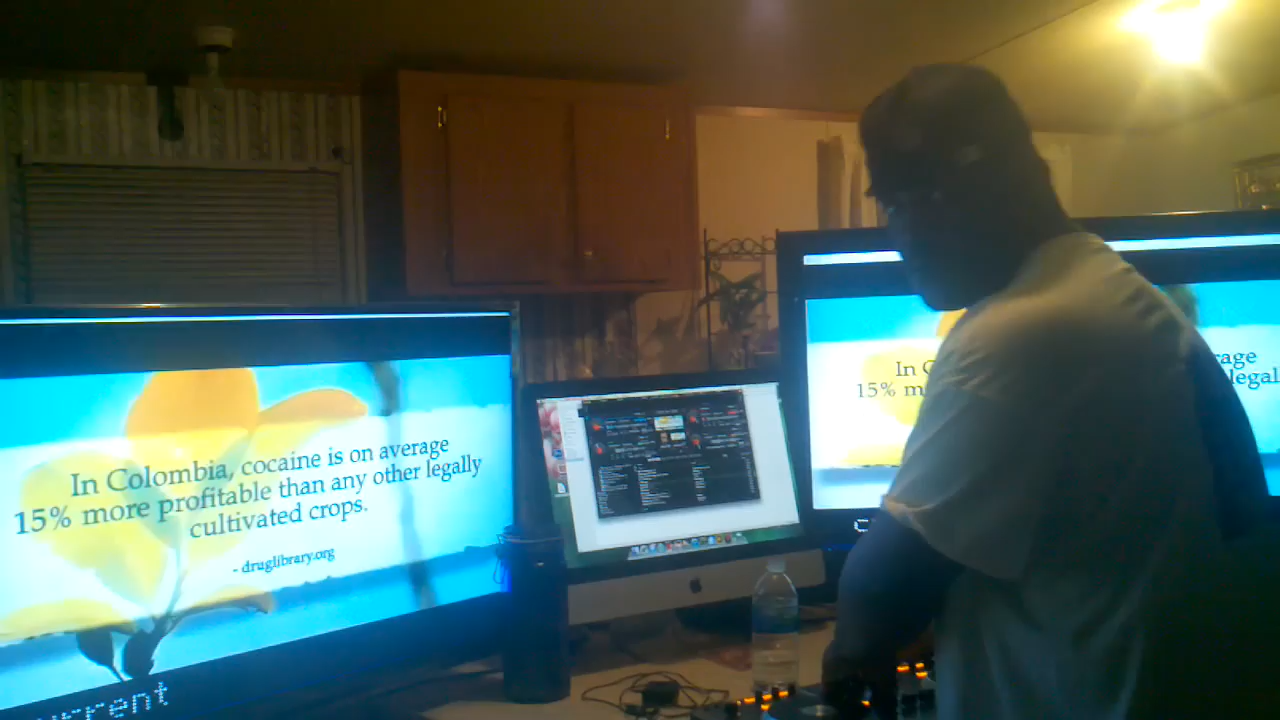 In Colombia, cocaine is on average
15% more profitable than any other legally
cultivated crops.
- druglibrary.org
urrent
In C
15% m
rage
legal
C